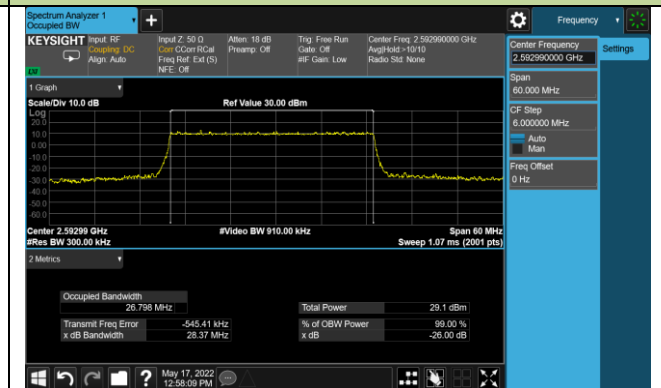 Spectrum Analyzer 1
Occupied BW
Frequency
KEYSIGHT
Input: RF
Coupling: DC
Align: Auto
Input Z: 50 Ω
Corr CCorr RCal
Freq Ref: Ext (S)
NFE: Off
Atten: 18 dB
Preamp: Off
Trig: Free Run
Gate: Off
#IF Gain: Low
Center Freq: 2.592990000 GHz
Avg|Hold:>10/10
Radio Std: None
Center Frequency
2.592990000 GHz
Settings
Span
60.000 MHz
CF Step
6.000000 MHz
Auto
Man
Freq Offset
0 Hz
1 Graph
Scale/Div 10.0 dB
Ref Value 30.00 dBm
Log
20.0
10.0
0.00
-10.0
-20.0
-30.0
-40.0
-50.0
-60.0
Center 2.59299 GHz
#Video BW 910.00 kHz
Span 60 MHz
#Res BW 300.00 kHz
Sweep 1.07 ms (2001 pts)
2 Metrics
Occupied Bandwidth
26.798 MHz
Total Power
29.1 dBm
Transmit Freq Error
-545.41 kHz
% of OBW Power
99.00 %
x dB Bandwidth
28.37 MHz
x dB
-26.00 dB
May 17, 2022
12:58:09 PM